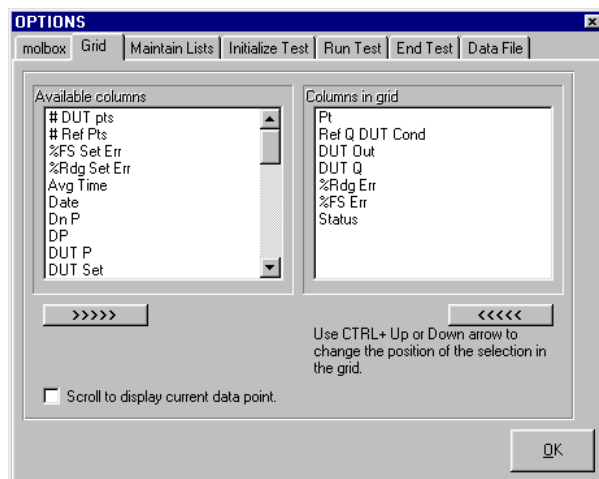 OPTIONS
molbox Grid Maintain Lists Initialize Test Run Test End Test Data File
Available columns
# DUT pts
# Ref Pts
%FS Set Err
%Rdg Set Err
Avg Time
Date
Dn P
DP
DUT P
DUT Set
>>>>>
Columns in grid
Pt
Ref Q DUT Cond
DUT Out
DUT Q
%Rdg Err
%FS Err
Status
<<<<<
Use CTRL+ Up or Down arrow to
change the position of the selection in
the grid.
Scroll to display current data point.
OK